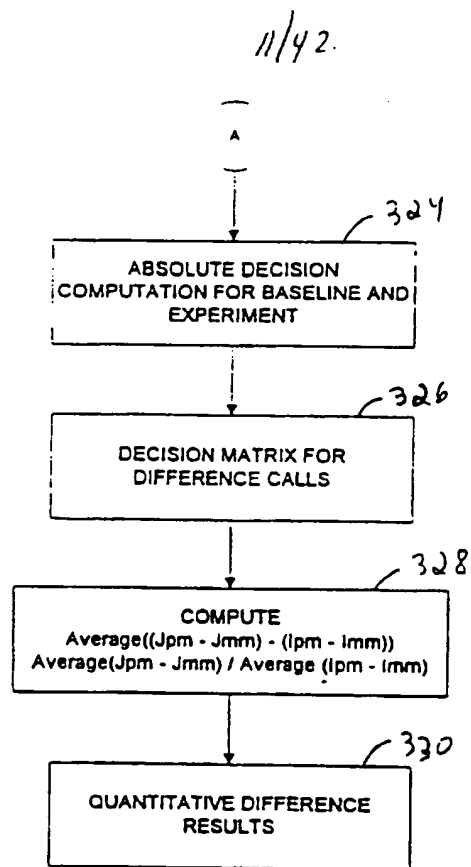 11/42.
A
324
ABSOLUTE DECISION
COMPUTATION FOR BASELINE AND
EXPERIMENT
326
DECISION MATRIX FOR
DIFFERENCE CALLS
328
COMPUTE
Average((Jpm - Jmm) - (Ipm - Imm))
Average(Jpm - Jmm) / Average (Ipm - Imm)
330
QUANTITATIVE DIFFERENCE
RESULTS